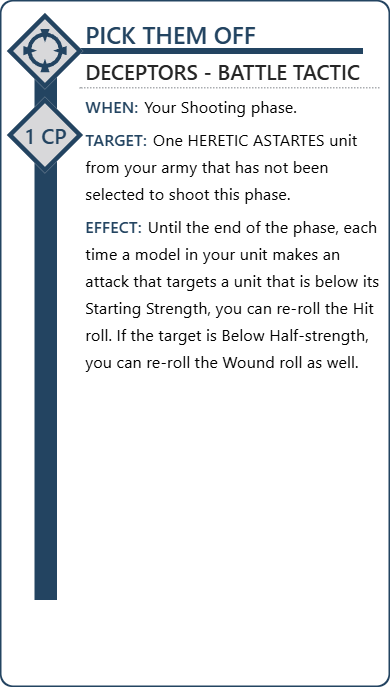 PICK THEM OFF
DECEPTORS - BATTLE TACTIC
1 CP
WHEN: Your Shooting phase.
TARGET: One HERETIC ASTARTES unit
from your army that has not been
selected to shoot this phase.
EFFECT: Until the end of the phase, each
time a model in your unit makes an
attack that targets a unit that is below its
Starting Strength, you can re-roll the Hit
roll. If the target is Below Half-strength,
you can re-roll the Wound roll as well.